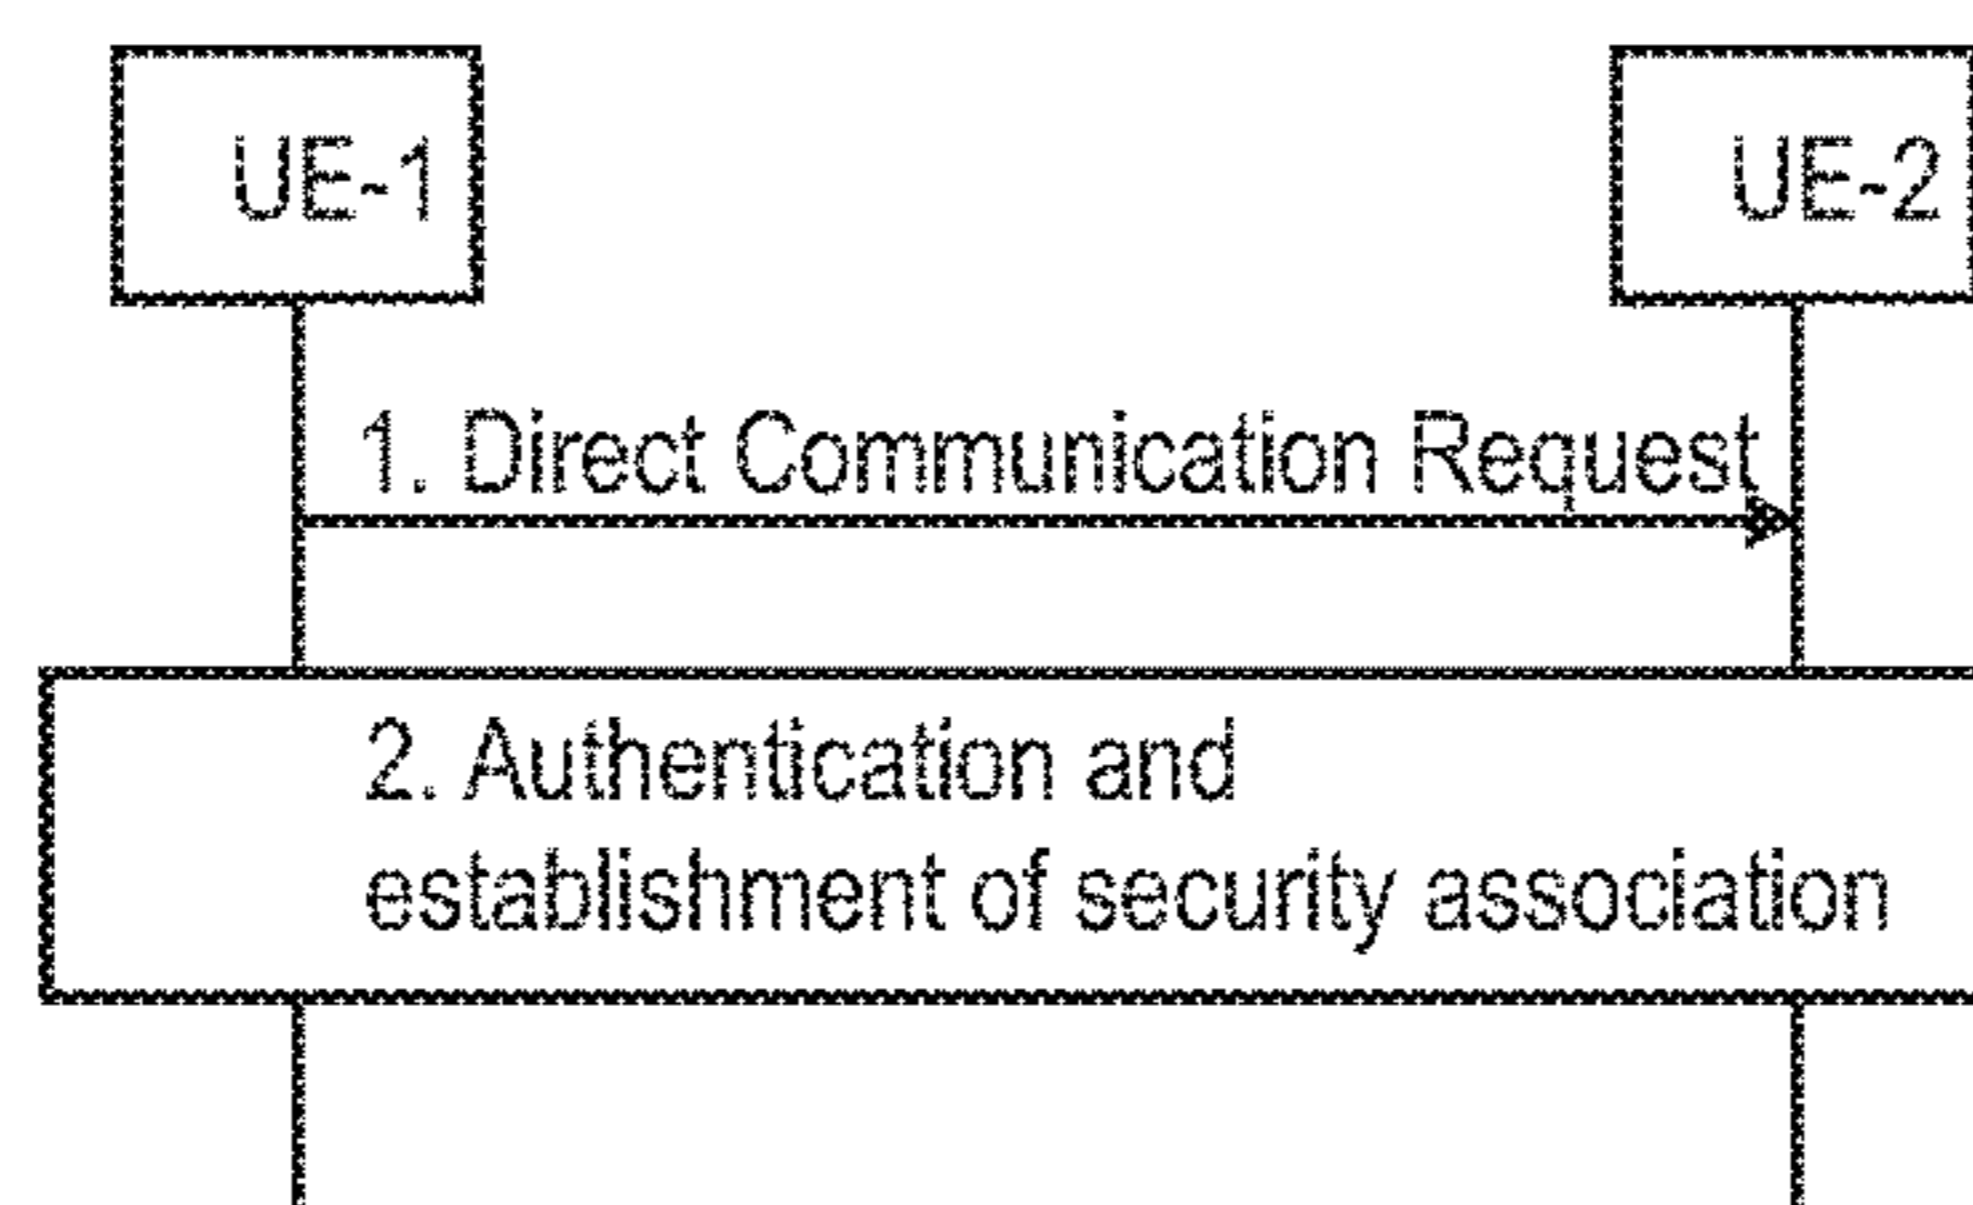 UE-1
UE-2
1. Direct Communication Request
2. Authentication and
establishment of security association